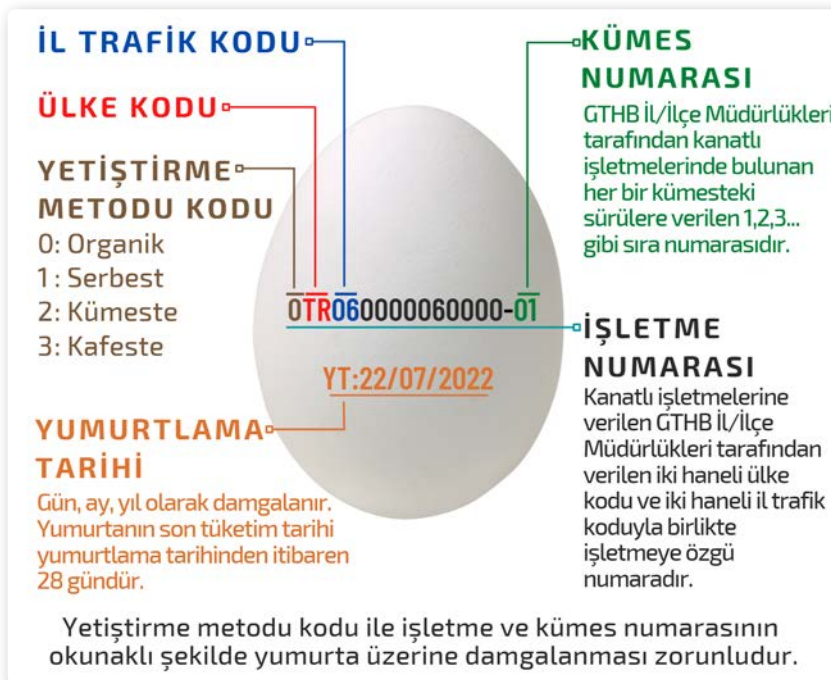 İL TRAFİK KODU
ÜLKE KODU
YETİŞTİRME
METODU KODU
0: Organik
1: Serbest
2: Kümeste
3: Kafeste
KÜMES
NUMARASI
GTHB İl/İlçe Müdürlükleri
tarafından kanatlı
işletmelerinde bulunan
her bir kümesteki
sürülere verilen 1,2,3...
gibi sıra numarasıdır.
0TR060000060000-01
YT:22/07/2022
İŞLETME
NUMARASI
Kanatlı işletmelerine
verilen GTHB İl/İlçe
Müdürlükleri tarafından
verilen iki haneli ülke
kodu ve iki haneli il trafik
koduyla birlikte
işletmeye özgü
numaradır.
YUMURTLAMA
TARİHİ
Gün, ay, yıl olarak damgalanır.
Yumurtanın son tüketim tarihi
yumurtlama tarihinden itibaren
28 gündür.
Yetiştirme metodu kodu ile işletme ve kümes numarasının
okunaklı şekilde yumurta üzerine damgalanması zorunludur.